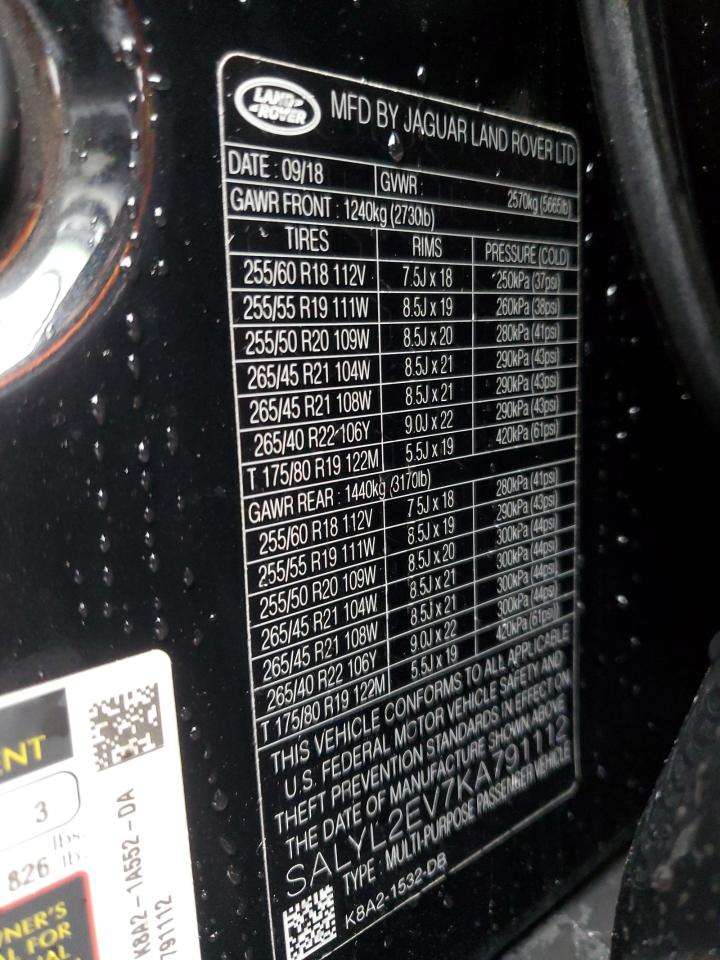 LAND ROVER MFD BY JAGUAR LAND ROVER LTD
DATE : 09/18 GVWR : 2570kg (5665lb)
GAWR FRONT : 1240kg (2730lb)
TIRES RIMS PRESSURE (COLD)
255/60 R18 112V 7.5J x 18 250kPa (37psi)
255/55 R19 111W 8.5J x 19 260kPa (38psi)
255/50 R20 109W 8.5J x 20 280kPa (41psi)
265/45 R21 104W 8.5J x 21 290kPa (43psi)
265/45 R21 108W 8.5J x 21 290kPa (43psi)
265/40 R22 106Y 9.0J x 22 290kPa (43psi)
T 175/80 R19 122M 5.5J x 19 420kPa (61psi)
GAWR REAR : 1440kg (3170lb)
255/60 R18 112V 7.5J x 18 280kPa (41psi)
255/55 R19 111W 8.5J x 19 290kPa (43psi)
255/50 R20 109W 8.5J x 20 300kPa (44psi)
265/45 R21 104W 8.5J x 21 300kPa (44psi)
265/45 R21 108W 8.5J x 21 300kPa (44psi)
265/40 R22 106Y 9.0J x 22 300kPa (44psi)
T 175/80 R19 122M 5.5J x 19 420kPa (61psi)
THIS VEHICLE CONFORMS TO ALL APPLICABLE
U.S. FEDERAL MOTOR VEHICLE SAFETY AND
THEFT PREVENTION STANDARDS IN EFFECT ON
THE DATE OF MANUFACTURE SHOWN ABOVE
SALYL2EV7KA791112
TYPE : MULTI-PURPOSE PASSENGER VEHICLE
K8A2-1532-DB
ENT
3
lbs.
826 lb.
NER'S
AL FOR
NAL
K8A2-1A552-DA
791112